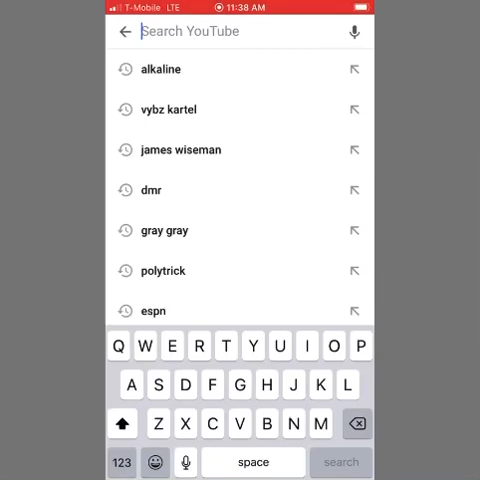 T-Mobile LTE 11:38 AM
Search YouTube
alkaline
vybz kartel
james wiseman
dmr
gray gray
polytrick
espn
Q W E R T Y U I O P
A S D F G H J K L
Z X C V B N M
123 space search